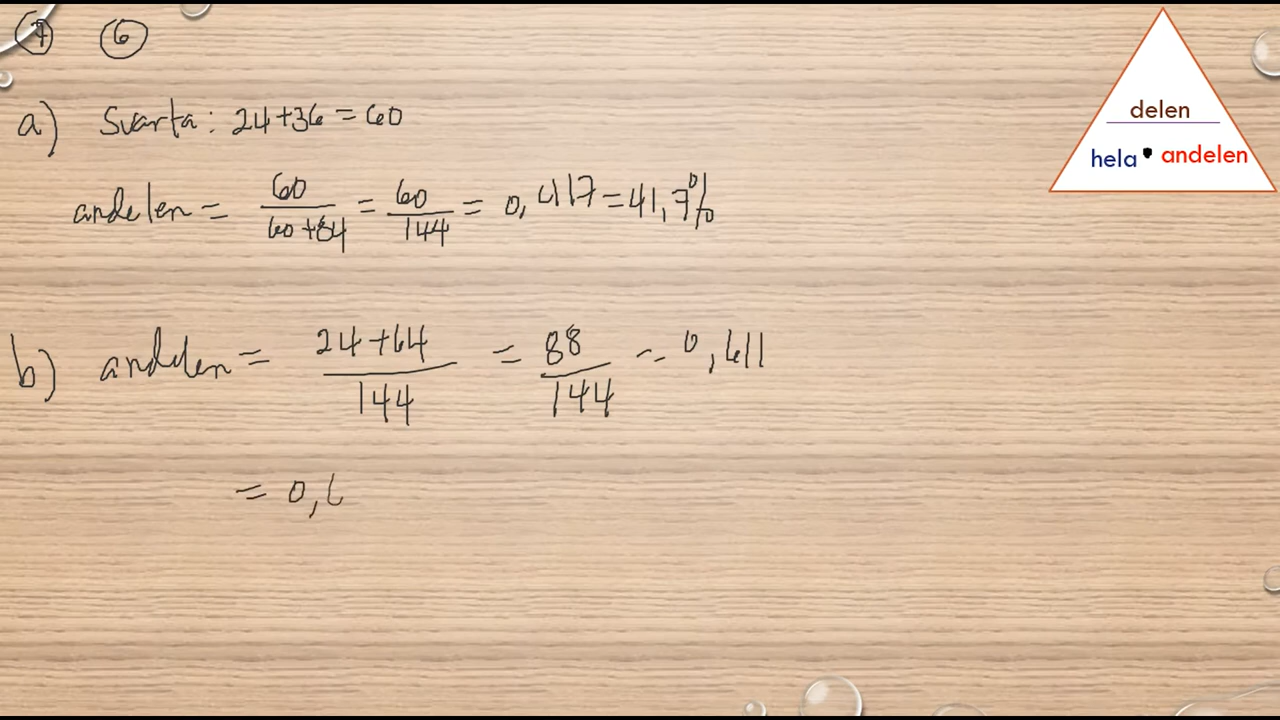 7 6
a) Svarta: 24+36=60
andelen = 60/60+84 = 60/144 = 0,417=41,7%
b) andelen = 24+64/144 = 88/144 = 0,611
= 0,6
delen
hela • andelen